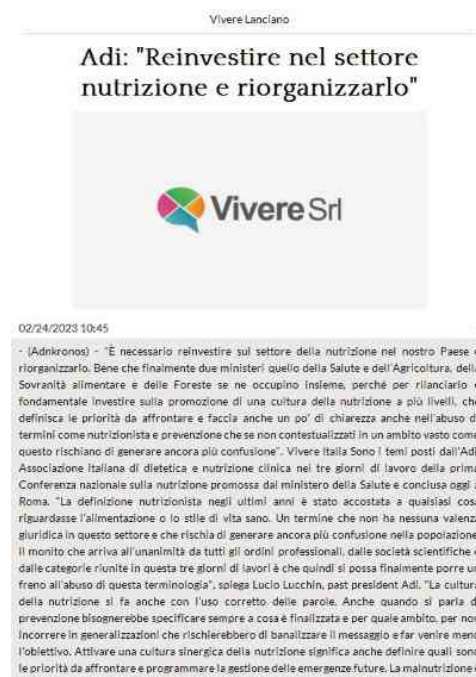 Vivere Lanciano
Adi: "Reinvestire nel settore
nutrizione e riorganizzarlo"
Vivere Srl
02/24/2023 10:45
- (Adnkronos) - "È necessario reinvestire sul settore della nutrizione nel nostro Paese e
riorganizzarlo. Bene che finalmente due ministeri quello della Salute e dell'Agricoltura, della
Sovranità alimentare e delle Foreste se ne occupino insieme, perché per rilanciarlo è
fondamentale investire sulla promozione di una cultura della nutrizione a più livelli, che
definisca le priorità da affrontare e faccia anche un po' di chiarezza anche nell'abuso di
termini come nutrizionista e prevenzione che se non contestualizzati in un ambito vasto come
questo rischiano di generare ancora più confusione". Vivere Italia Sono i temi posti dall'Adi,
Associazione italiana di dietetica e nutrizione clinica nei tre giorni di lavoro della prima
Conferenza nazionale sulla nutrizione promossa dal ministero della Salute e conclusa oggi a
Roma. "La definizione nutrizionista negli ultimi anni è stato accostata a qualsiasi cosa
riguardasse l'alimentazione o lo stile di vita sano. Un termine che non ha nessuna valenza
giuridica in questo settore e che rischia di generare ancora più confusione nella popolazione.
Il monito che arriva all'unanimità da tutti gli ordini professionali, dalle società scientifiche e
dalle categorie riunite in questa tre giorni di lavori è che quindi si possa finalmente porre un
freno all'abuso di questa terminologia", spiega Lucio Lucchin, past president Adi. "La cultura
della nutrizione si fa anche con l'uso corretto delle parole. Anche quando si parla di
prevenzione bisognerebbe specificare sempre a cosa è finalizzata e per quale ambito, per non
incorrere in generalizzazioni che rischierebbero di banalizzare il messaggio e far venire meno
l'obiettivo. Attivare una cultura sinergica della nutrizione significa anche definire quali sono
le priorità da affrontare e programmare la gestione delle emergenze future. La malnutrizione è